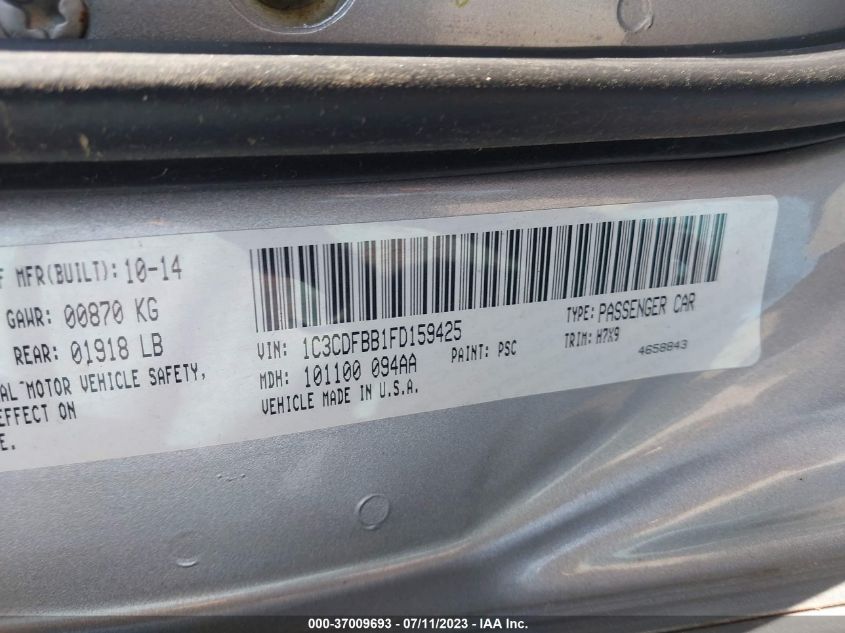 F MFR(BUILT): 10-14
GAWR: 00870 KG
REAR: 01918 LB
AL MOTOR VEHICLE SAFETY,
EFFECT ON
E.
VIN: 1C3CDFBB1FD159425
TYPE: PASSENGER CAR
MDH: 101100 094AA
PAINT: PSC
TRIM: H7X9
VEHICLE MADE IN U.S.A.
4658843
000-37009693 - 07/11/2023 - IAA Inc.